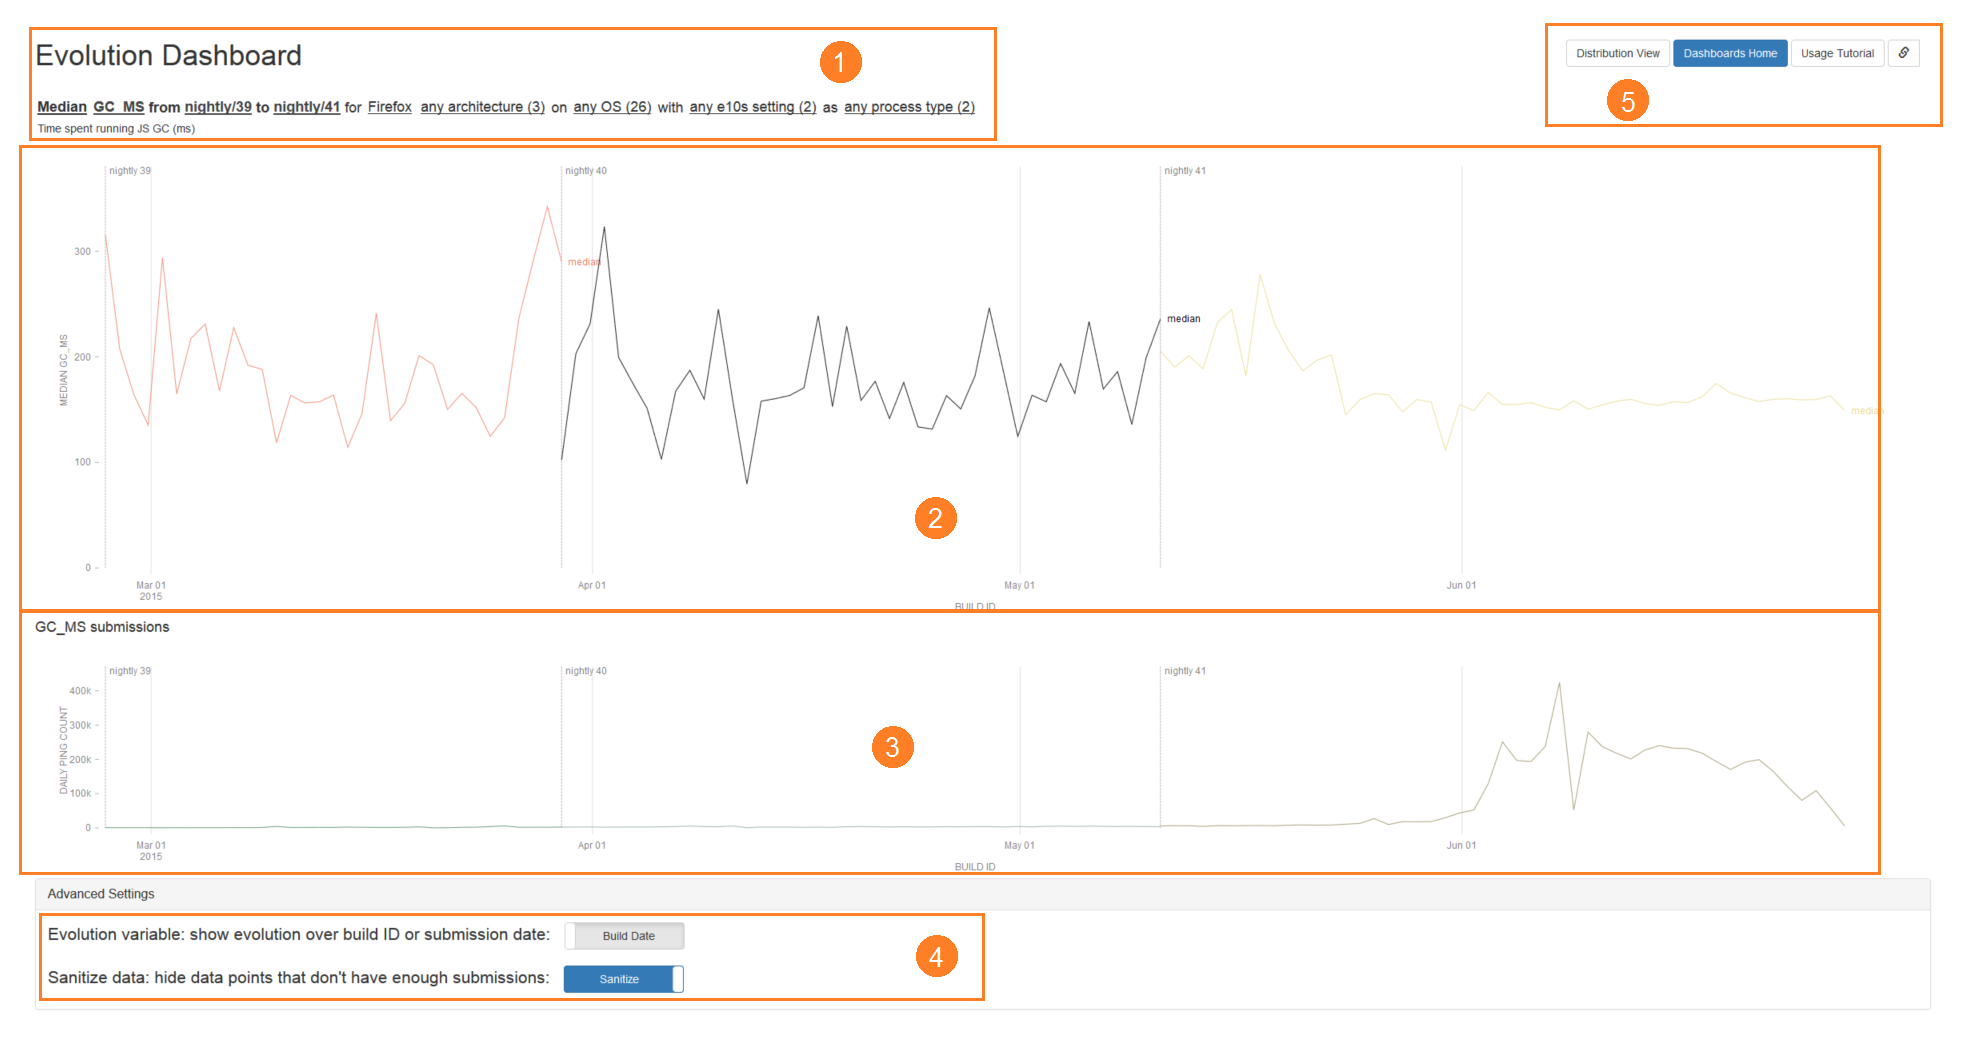 Evolution Dashboard
1
Distribution View Dashboards Home Usage Tutorial
5
Median GC_MS from nightly/39 to nightly/41 for Firefox any architecture (3) on any OS (26) with any e10s setting (2) as any process type (2)
Time spent running JS GC (ms)
nightly 39 nightly 40 nightly 41
300
200
100
0
MEDIAN GC_MS
median
median
median
2
Mar 01 Apr 01 May 01 Jun 01
2015
BUILD ID
GC_MS submissions
nightly 39 nightly 40 nightly 41
400k
300k
200k
100k
0
DAILY PING COUNT
3
Mar 01 Apr 01 May 01 Jun 01
2015
BUILD ID
Advanced Settings
Evolution variable: show evolution over build ID or submission date: Build Date
4
Sanitize data: hide data points that don't have enough submissions: Sanitize